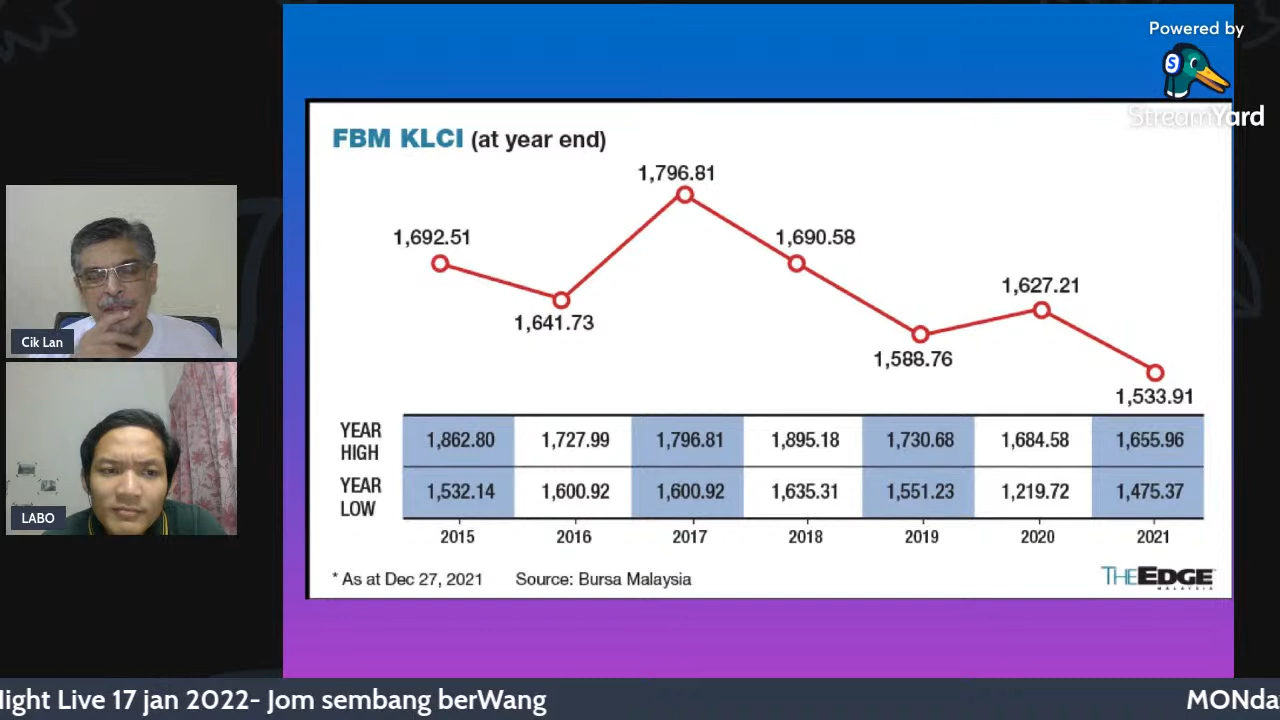 Powered by
S
StreamYard
FBM KLCI (at year end)
1,796.81
1,692.51
1,690.58
1,627.21
1,641.73
1,588.76
1,533.91
YEAR HIGH 1,862.80 1,727.99 1,796.81 1,895.18 1,730.68 1,684.58 1,655.96
YEAR LOW 1,532.14 1,600.92 1,600.92 1,635.31 1,551.23 1,219.72 1,475.37
2015 2016 2017 2018 2019 2020 2021
* As at Dec 27, 2021 Source: Bursa Malaysia
THE EDGE
MALAYSIA
Cik Lan
LABO
light Live 17 jan 2022- Jom sembang berWang MONda